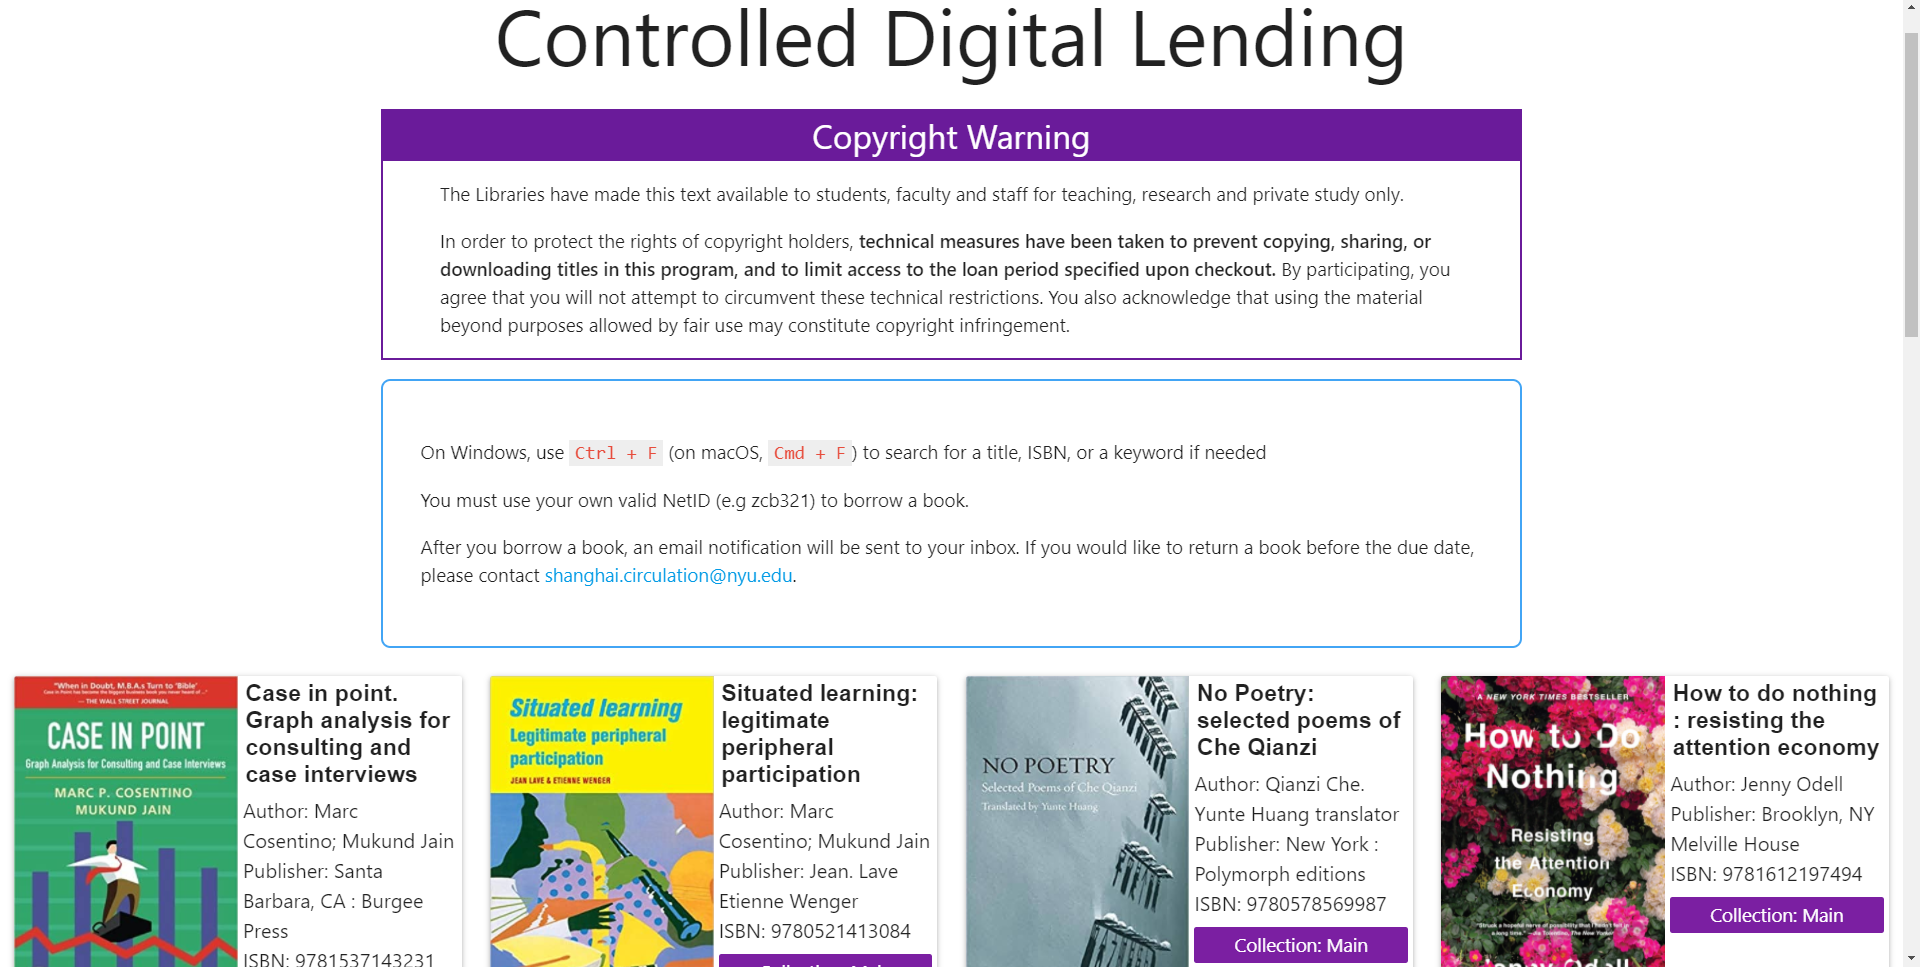 Controlled Digital Lending
Copyright Warning
The Libraries have made this text available to students, faculty and staff for teaching, research and private study only.
In order to protect the rights of copyright holders, technical measures have been taken to prevent copying, sharing, or
downloading titles in this program, and to limit access to the loan period specified upon checkout. By participating, you
agree that you will not attempt to circumvent these technical restrictions. You also acknowledge that using the material
beyond purposes allowed by fair use may constitute copyright infringement.
On Windows, use Ctrl + F (on macOS, Cmd + F) to search for a title, ISBN, or a keyword if needed
You must use your own valid NetID (e.g zcb321) to borrow a book.
After you borrow a book, an email notification will be sent to your inbox. If you would like to return a book before the due date,
please contact shanghai.circulation@nyu.edu.
"When in Doubt, M.B.A.s Turn to 'Bible'
Case in Point has become the biggest business book you never heard of..."
— THE WALL STREET JOURNAL
CASE IN POINT
Graph Analysis for Consulting and Case Interviews
MARC P. COSENTINO
MUKUND JAIN
Case in point.
Graph analysis for
consulting and
case interviews
Author: Marc
Cosentino; Mukund Jain
Publisher: Santa
Barbara, CA : Burgee
Press
ISBN: 9781537143231
Situated learning
Legitimate peripheral
participation
JEAN LAVE & ETIENNE WENGER
Situated learning:
legitimate
peripheral
participation
Author: Marc
Cosentino; Mukund Jain
Publisher: Jean. Lave
Etienne Wenger
ISBN: 9780521413084
Collection: Main
NO POETRY
Selected Poems of Che Qianzi
Translated by Yunte Huang
No Poetry:
selected poems of
Che Qianzi
Author: Qianzi Che.
Yunte Huang translator
Publisher: New York :
Polymorph editions
ISBN: 9780578569987
Collection: Main
A NEW YORK TIMES BESTSELLER
How to Do
Nothing
Resisting
the Attention
Economy
Jenny Odell
How to do nothing
: resisting the
attention economy
Author: Jenny Odell
Publisher: Brooklyn, NY
Melville House
ISBN: 9781612197494
Collection: Main